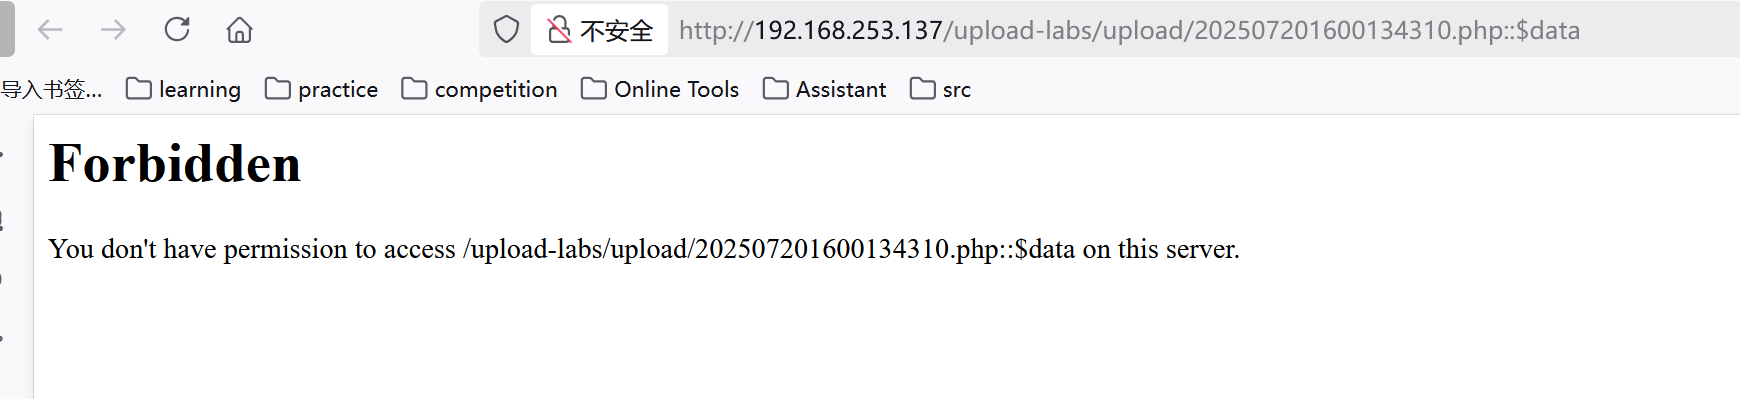 不安全 http://192.168.253.137/upload-labs/upload/202507201600134310.php::$data
导入书签... learning practice competition Online Tools Assistant src
Forbidden
You don't have permission to access /upload-labs/upload/202507201600134310.php::$data on this server.